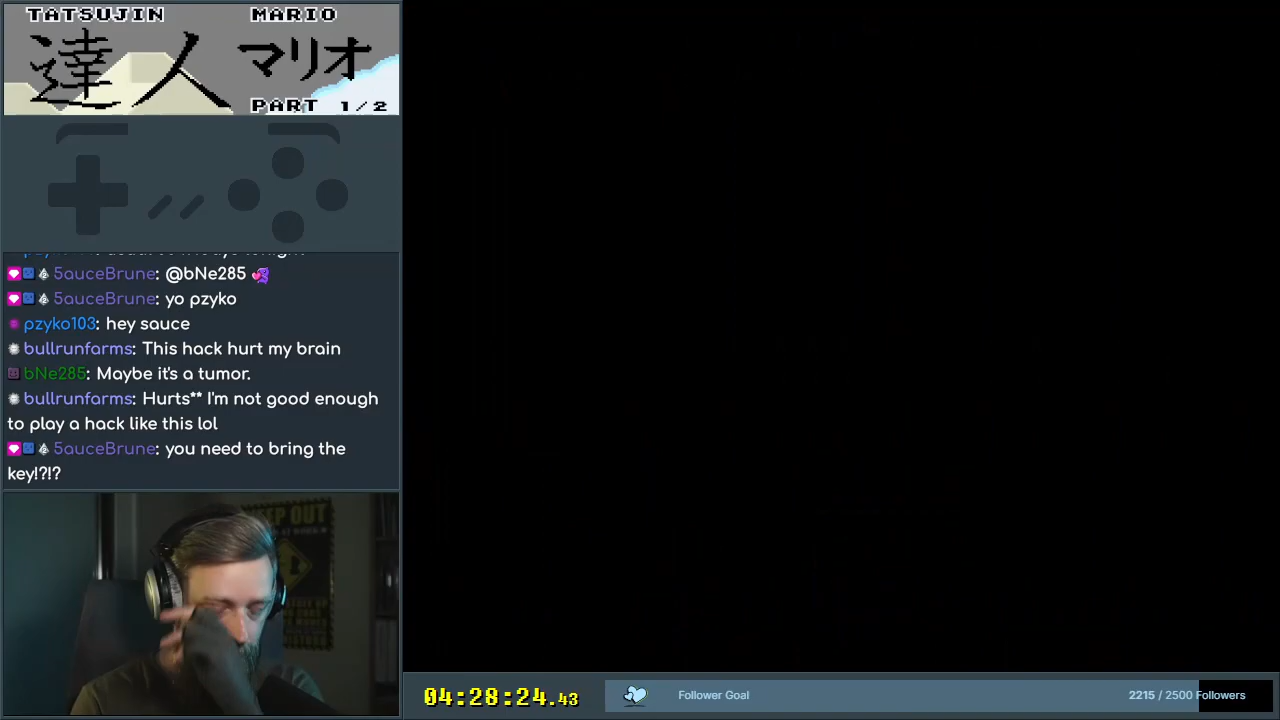 TATSUJIN MARIO
達人 マリオ
PART 1/2
5auceBrune: @bNe285
5auceBrune: yo pzyko
pzyko103: hey sauce
bullrunfarms: This hack hurt my brain
bNe285: Maybe it's a tumor.
bullrunfarms: Hurts** I'm not good enough
to play a hack like this lol
5auceBrune: you need to bring the
key!?!?
KEEP OUT
04:28:24.43
Follower Goal
2215 / 2500 Followers